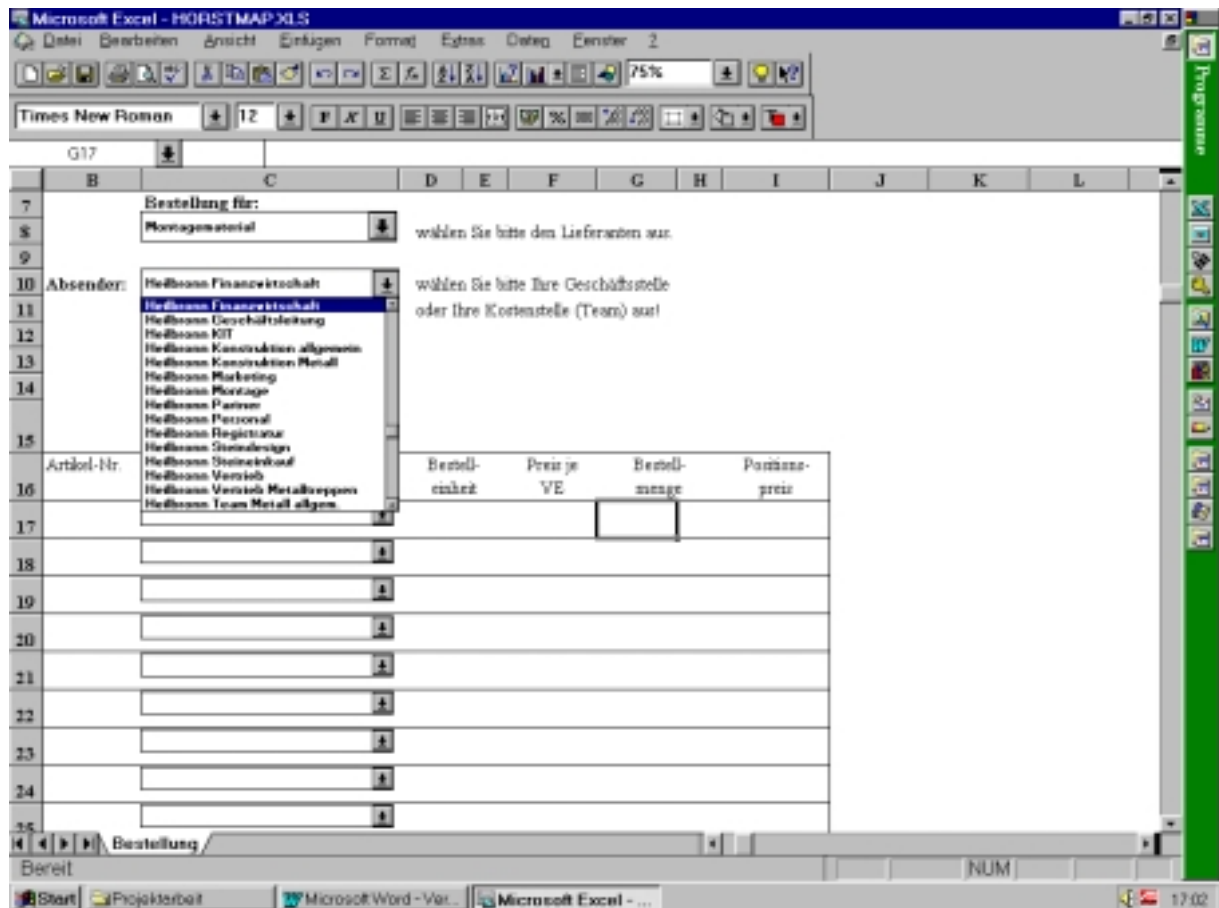 Microsoft Excel - HORSTMAP.XLS
Datei Bearbeiten Ansicht Einfügen Format Extras Daten Fenster ?
75%
Times New Roman 12 F K U
Programme
G17
B C D E F G H I J K L
7 Bestellung für:
8 Montagematerial wählen Sie bitte den Lieferanten aus.
9
10 Absender: Heilbronn Finanzwirtschaft wählen Sie bitte Ihre Geschäftsstelle
11 Heilbronn Finanzwirtschaft oder Ihre Kostenstelle (Team) aus!
Heilbronn Geschäftsleitung
12 Heilbronn KIT
Heilbronn Konstruktion allgemein
13 Heilbronn Konstruktion Metall
Heilbronn Marketing
14 Heilbronn Montage
Heilbronn Partner
Heilbronn Personal
Heilbronn Registratur
15 Heilbronn Steindesign
Artikel-Nr. Heilbronn Steineinkauf Bestell- Preis je Bestell- Positions-
Heilbronn Vertrieb
16 Heilbronn Vertrieb Metalltreppen einheit VE menge preis
Heilbronn Team Metall allgem.
17
18
19
20
21
22
23
24
25
Bestellung
Bereit NUM
Start Projektarbeit Microsoft Word - Ver... Microsoft Excel - ... 17:02